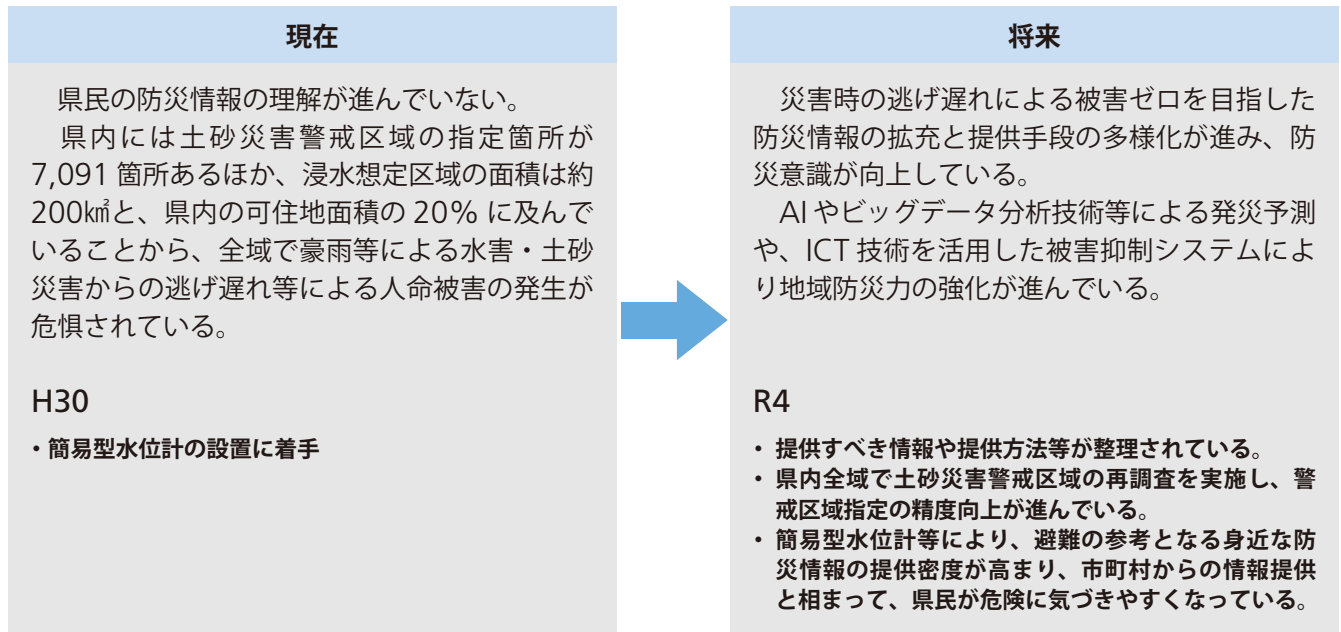 現在
　県民の防災情報の理解が進んでいない。
　県内には土砂災害警戒区域の指定箇所が
7,091 箇所あるほか、浸水想定区域の面積は約
200㎢と、県内の可住地面積の 20% に及んで
いることから、全域で豪雨等による水害・土砂
災害からの逃げ遅れ等による人命被害の発生が
危惧されている。
H30
・簡易型水位計の設置に着手
将来
　災害時の逃げ遅れによる被害ゼロを目指した
防災情報の拡充と提供手段の多様化が進み、防
災意識が向上している。
　AI やビッグデータ分析技術等による発災予測
や、ICT 技術を活用した被害抑制システムによ
り地域防災力の強化が進んでいる。
R4
・ 提供すべき情報や提供方法等が整理されている。
・ 県内全域で土砂災害警戒区域の再調査を実施し、警
戒区域指定の精度向上が進んでいる。
・ 簡易型水位計等により、避難の参考となる身近な防
災情報の提供密度が高まり、市町村からの情報提供
と相まって、県民が危険に気づきやすくなっている。